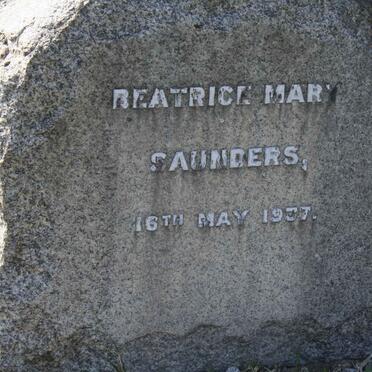 BEATRICE MARY
SAUNDERS,
16TH MAY 1937.